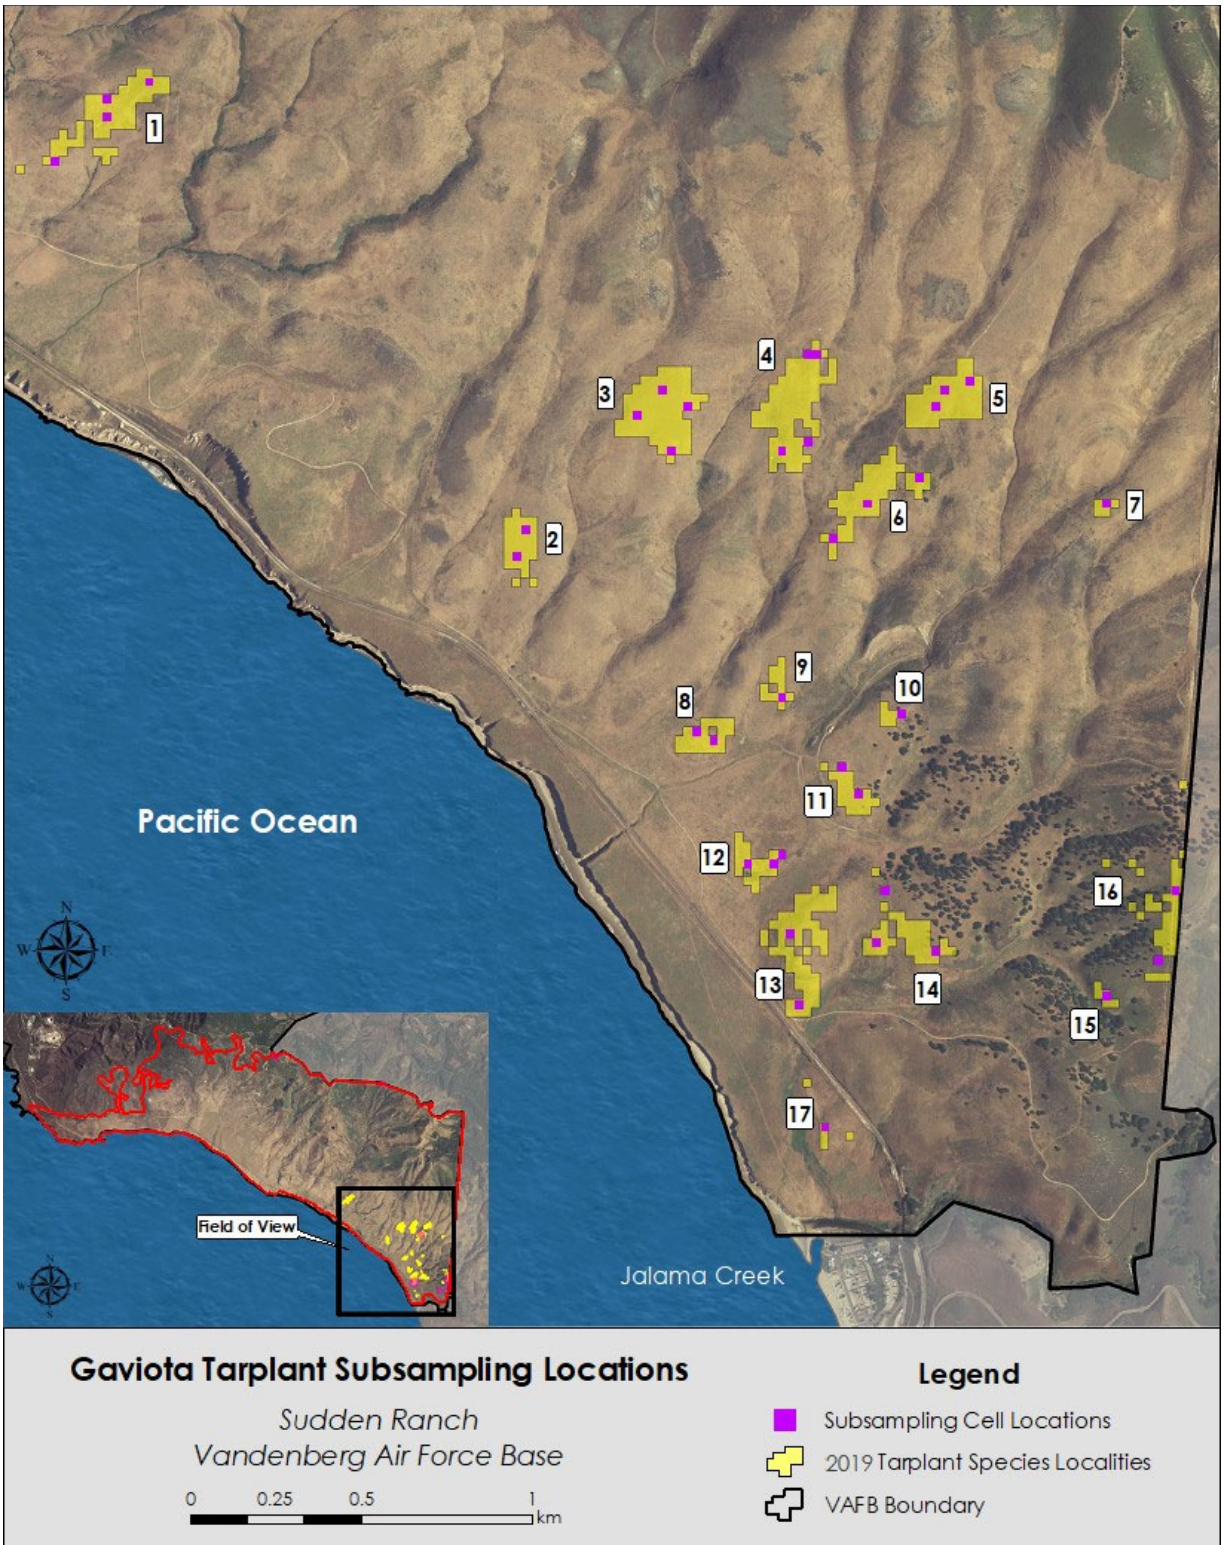 1
4
3
5
7
6
2
9
10
8
11
Pacific Ocean
12
16
N
W E
S
13
14
15
17
Field of View
N
W E
S
Jalama Creek
Gaviota Tarplant Subsampling Locations
Sudden Ranch
Vandenberg Air Force Base
0 0.25 0.5 1
km
Legend
Subsampling Cell Locations
2019 Tarplant Species Localities
VAFB Boundary